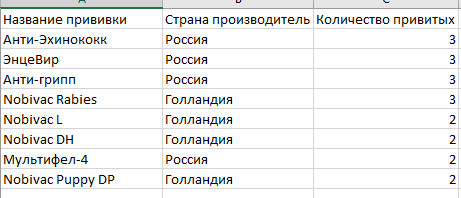 Название прививки Страна производитель Количество привитых
Анти-Эхинококк Россия 3
ЭнцеВир Россия 3
Анти-грипп Россия 3
Nobivac Rabies Голландия 3
Nobivac L Голландия 2
Nobivac DH Голландия 2
Мультифел-4 Россия 2
Nobivac Puppy DP Голландия 2